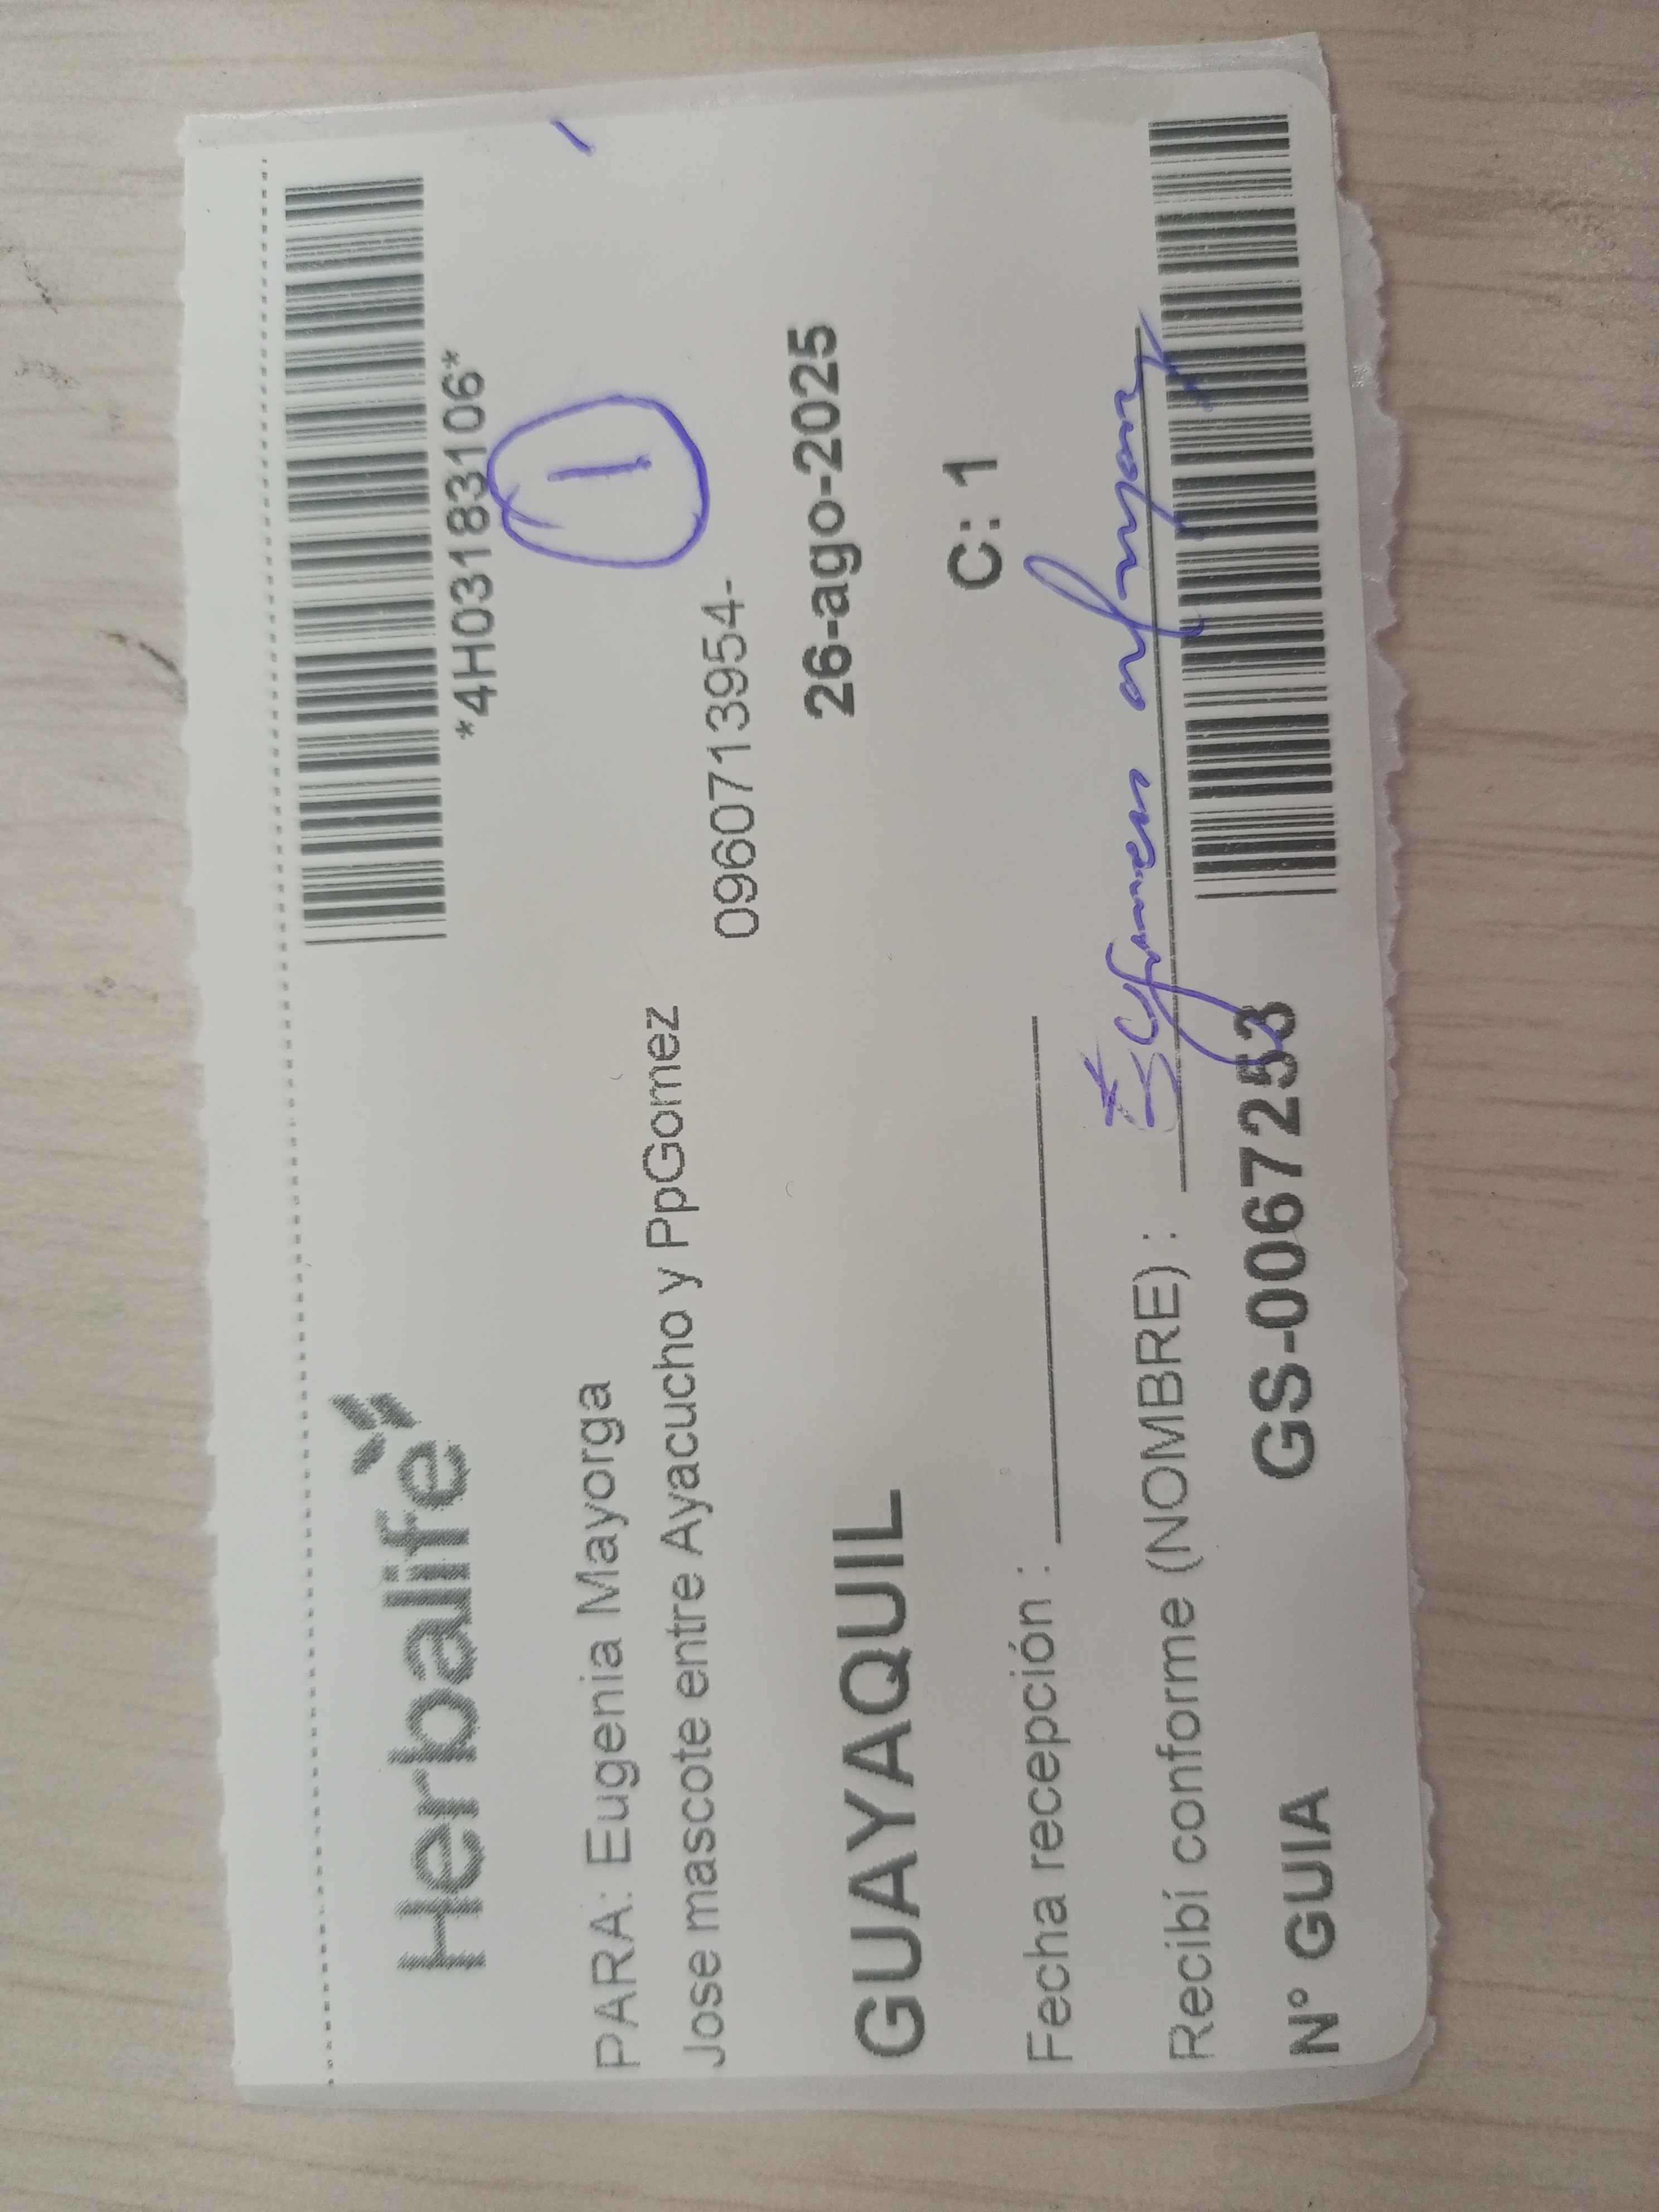 Herbalife
*4H03183106*
1
PARA: Eugenia Mayorga
Jose mascote entre Ayacucho y PpGomez
0960713954-
GUAYAQUIL
26-ago-2025
C: 1
Fecha recepción :
Recibí conforme (NOMBRE) :
N° GUIA
GS-0067253